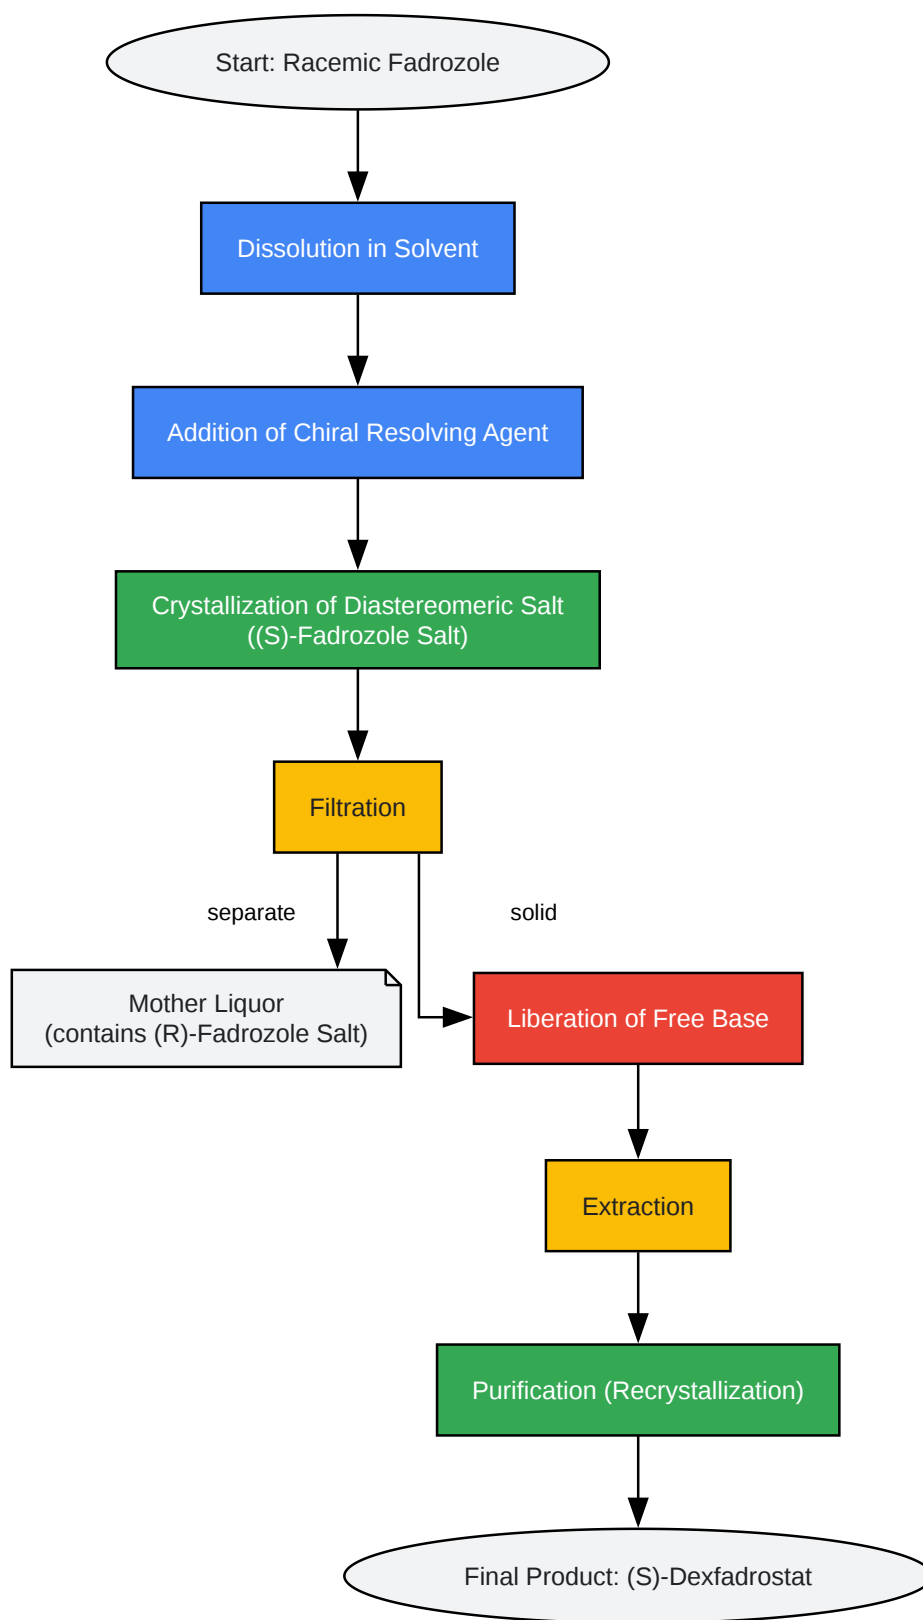 Start: Racemic Fadrozole
Dissolution in Solvent
Addition of Chiral Resolving Agent
Crystallization of Diastereomeric Salt
((S)-Fadrozole Salt)
Filtration
separate
solid
Mother Liquor
(contains (R)-Fadrozole Salt)
Liberation of Free Base
Extraction
Purification (Recrystallization)
Final Product: (S)-Dexfadrostat